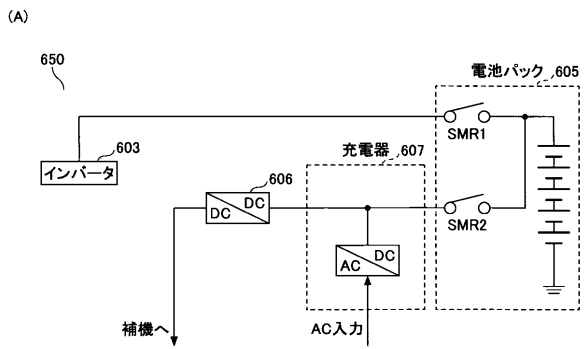 (A)
650
電池パック
605
SMR1
603
インバータ
充電器
607
606
DC
DC
SMR2
DC
AC
補機へ
AC入力